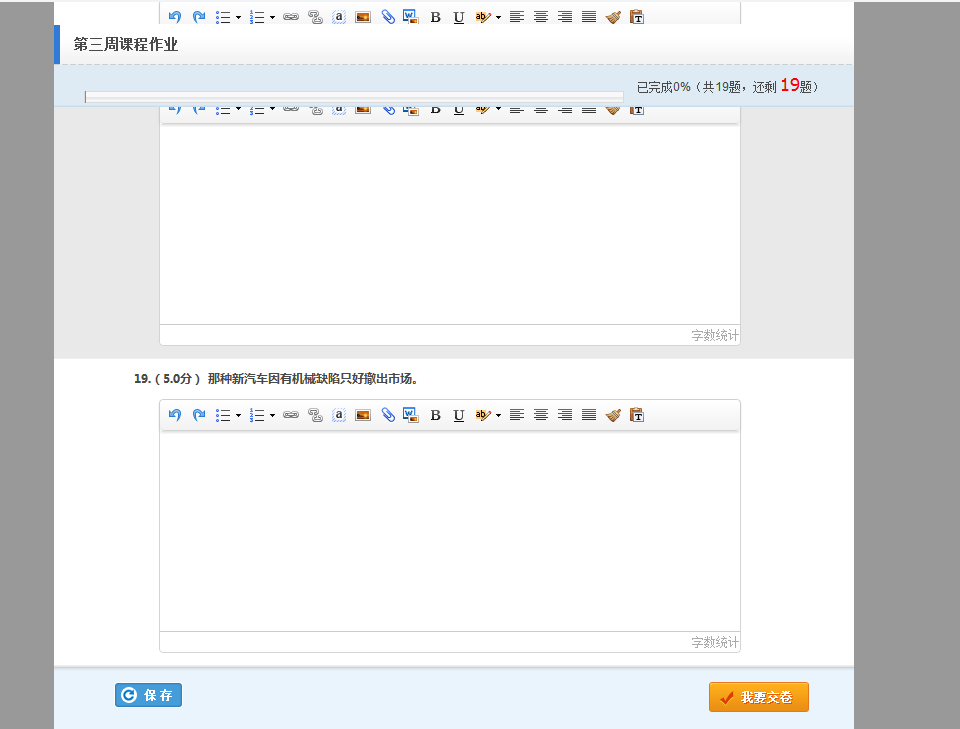 第三周课程作业
已完成0%（共19题，还剩 19题）
字数统计
19.（ 5.0分 ） 那种新汽车因有机械缺陷只好撤出市场。
字数统计
保 存
我要交卷